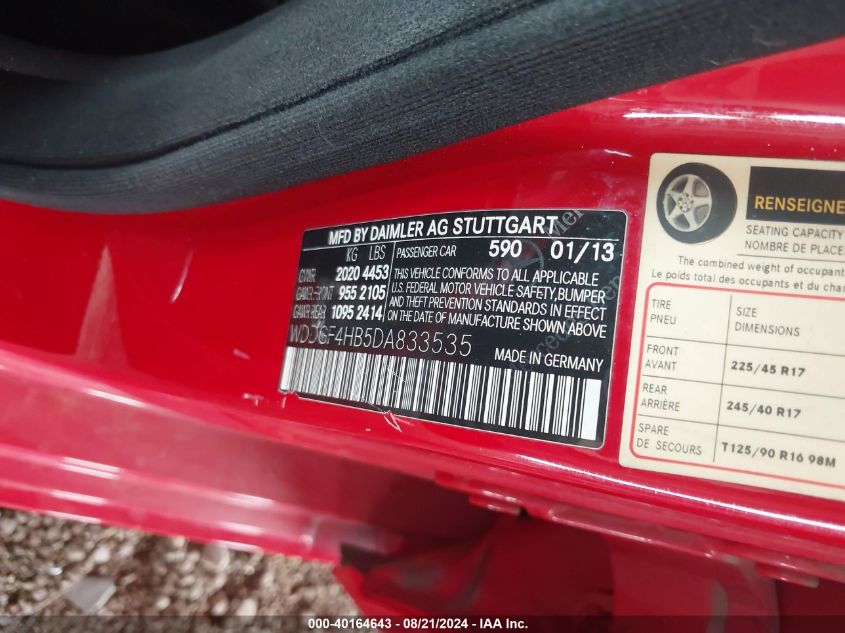 MFD BY DAIMLER AG STUTTGART
KG LBS PASSENGER CAR 590 01/13
GVWR 2020 4453
GAWR FRONT 955 2105
GAWR REAR 1095 2414
THIS VEHICLE CONFORMS TO ALL APPLICABLE
U.S. FEDERAL MOTOR VEHICLE SAFETY, BUMPER
AND THEFT PREVENTION STANDARDS IN EFFECT
ON THE DATE OF MANUFACTURE SHOWN ABOVE
WDDGF4HB5DA833535
MADE IN GERMANY
RENSEIGNE
SEATING CAPACITY
NOMBRE DE PLACE
The combined weight of occupant
Le poids total des occupants et du char
TIRE SIZE
PNEU DIMENSIONS
FRONT
AVANT 225/45 R17
REAR
ARRIÈRE 245/40 R17
SPARE
DE SECOURS T125/90 R16 98M
000-40164643 - 08/21/2024 - IAA Inc.